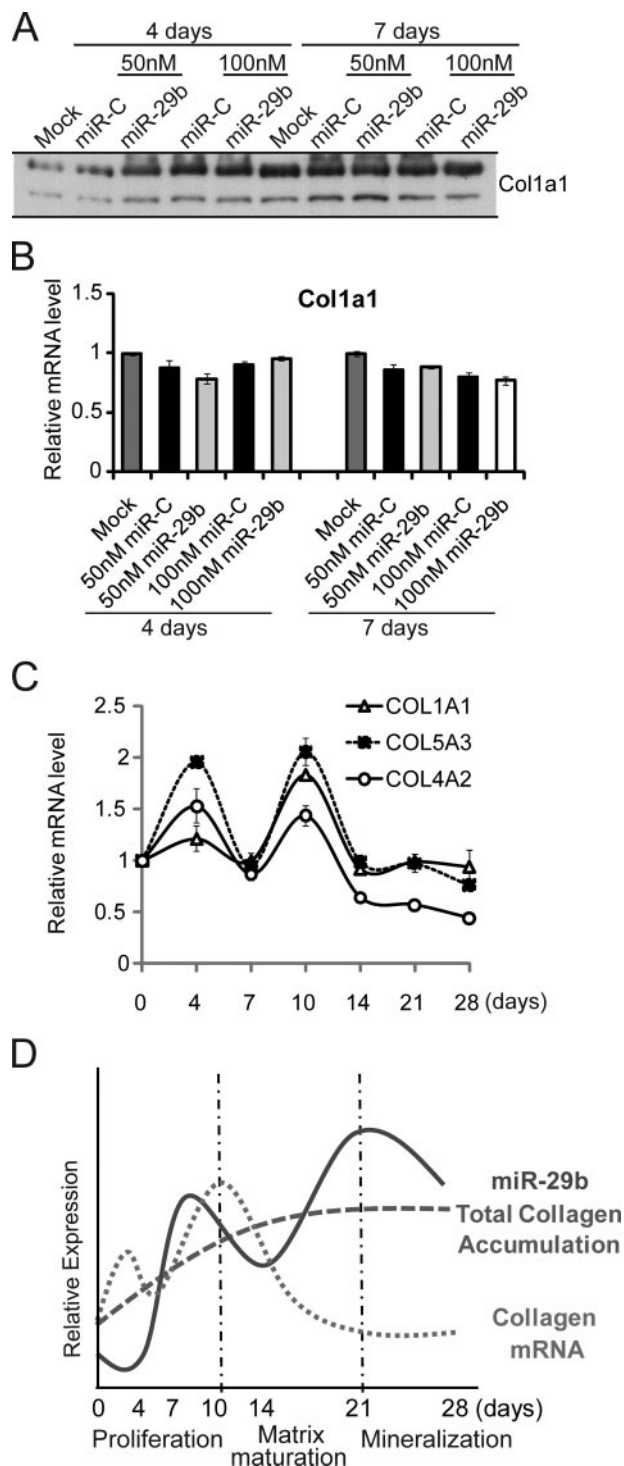 A
4 days 7 days
50nM 100nM 50nM 100nM
Mock miR-C miR-29b miR-C miR-29b Mock miR-C miR-29b miR-C miR-29b
Col1a1
B
Col1a1
Relative mRNA level
1.5
1
0.5
0
Mock 50nM miR-C 50nM miR-29b 100nM miR-C 100nM miR-29b Mock 50nM miR-C 50nM miR-29b 100nM miR-C 100nM miR-29b
4 days 7 days
C
Relative mRNA level
2.5
2
1.5
1
0.5
0
COL1A1
COL5A3
COL4A2
0 4 7 10 14 21 28 (days)
D
Relative Expression
miR-29b
Total Collagen
Accumulation
Collagen
mRNA
0 4 7 10 14 21 28 (days)
Proliferation Matrix Mineralization
maturation